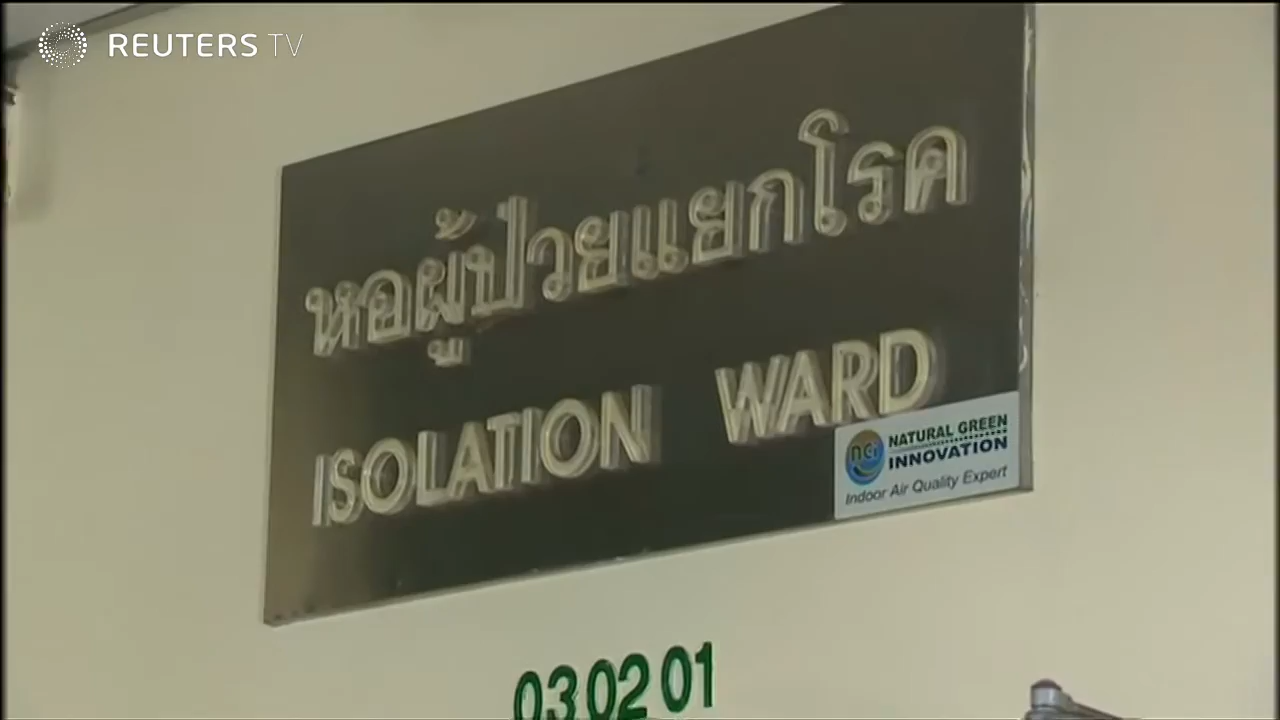 REUTERS TV
หอผู้ป่วยแยกโรค
ISOLATION WARD
nGi
NATURAL GREEN
INNOVATION
Indoor Air Quality Expert
03 02 01